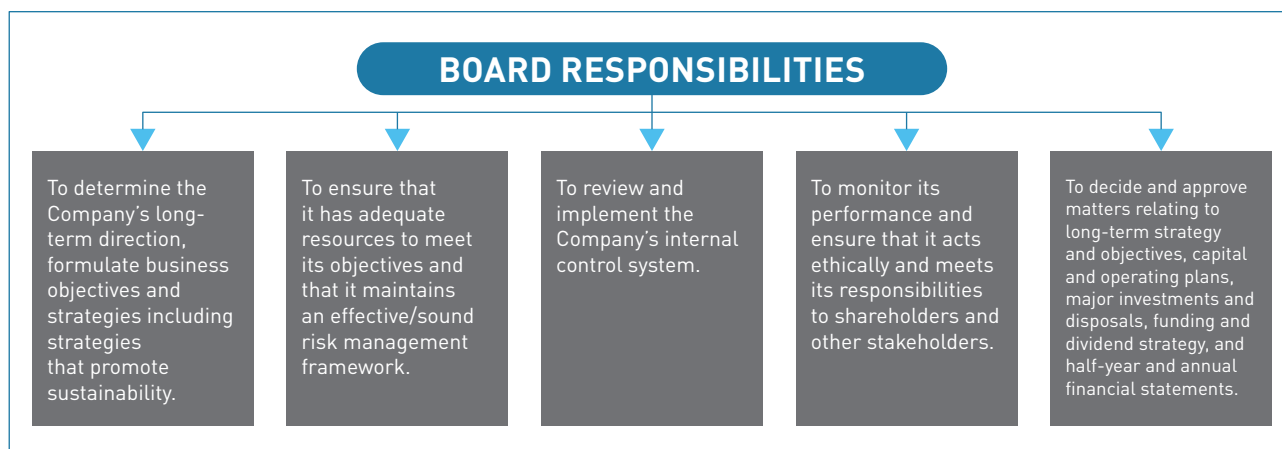 BOARD RESPONSIBILITIES
To determine the
Company's long-
term direction,
formulate business
objectives and
strategies including
strategies
that promote
sustainability.
To ensure that
it has adequate
resources to meet
its objectives and
that it maintains
an effective/sound
risk management
framework.
To review and
implement the
Company's internal
control system.
To monitor its
performance and
ensure that it acts
ethically and meets
its responsibilities
to shareholders and
other stakeholders.
To decide and approve
matters relating to
long-term strategy
and objectives, capital
and operating plans,
major investments and
disposals, funding and
dividend strategy, and
half-year and annual
financial statements.